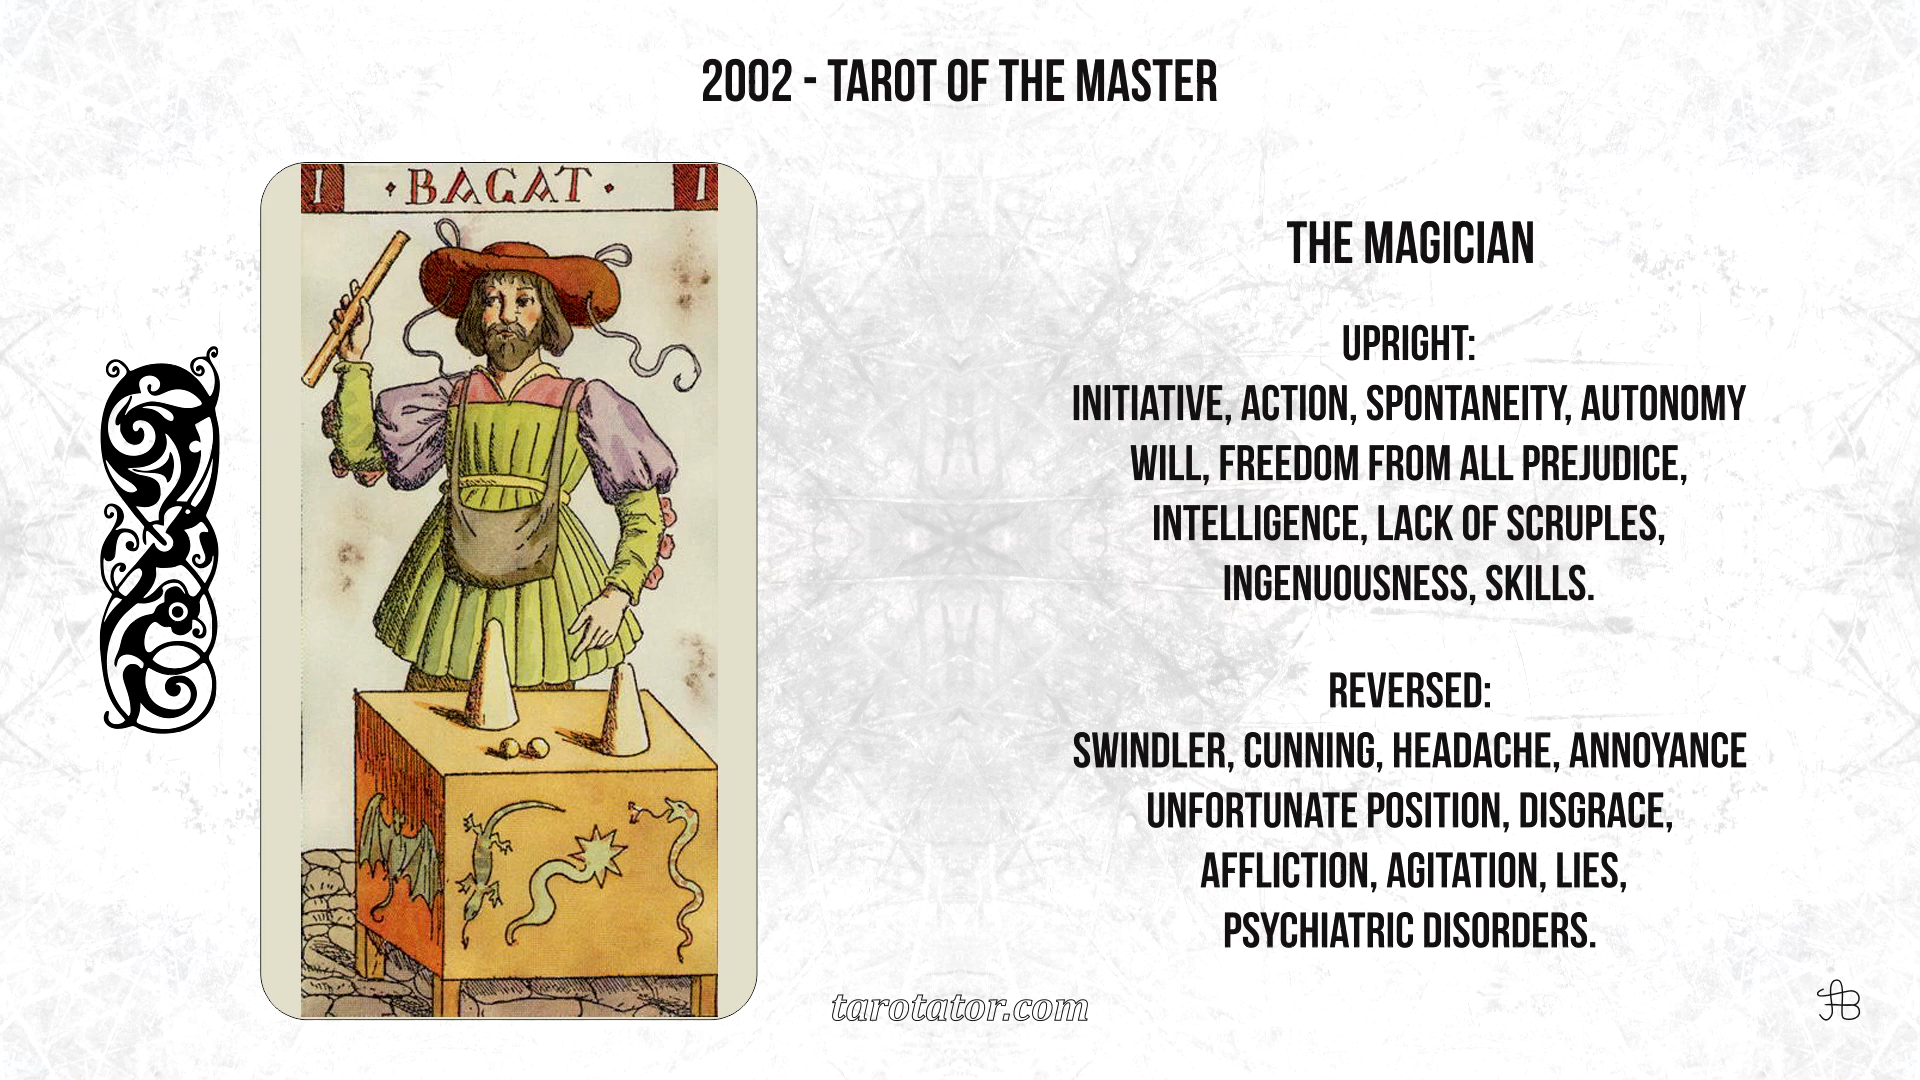 2002 - TAROT OF THE MASTER
I · BAGAT · I
THE MAGICIAN
UPRIGHT:
INITIATIVE, ACTION, SPONTANEITY, AUTONOMY
WILL, FREEDOM FROM ALL PREJUDICE,
INTELLIGENCE, LACK OF SCRUPLES,
INGENUOUSNESS, SKILLS.
REVERSED:
SWINDLER, CUNNING, HEADACHE, ANNOYANCE
UNFORTUNATE POSITION, DISGRACE,
AFFLICTION, AGITATION, LIES,
PSYCHIATRIC DISORDERS.
tarotator.com